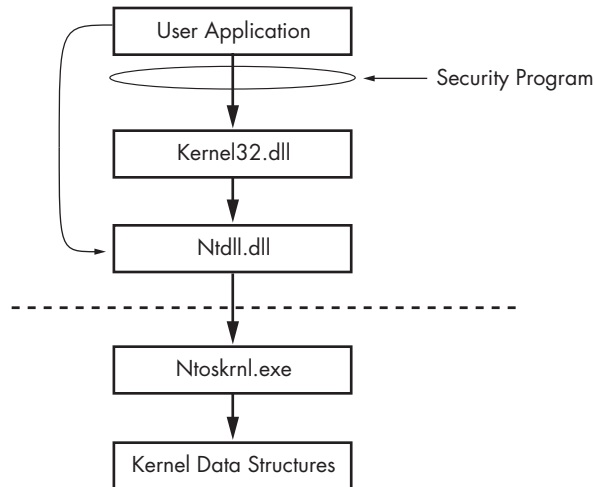 User Application
Security Program
Kernel32.dll
Ntdll.dll
Ntoskrnl.exe
Kernel Data Structures